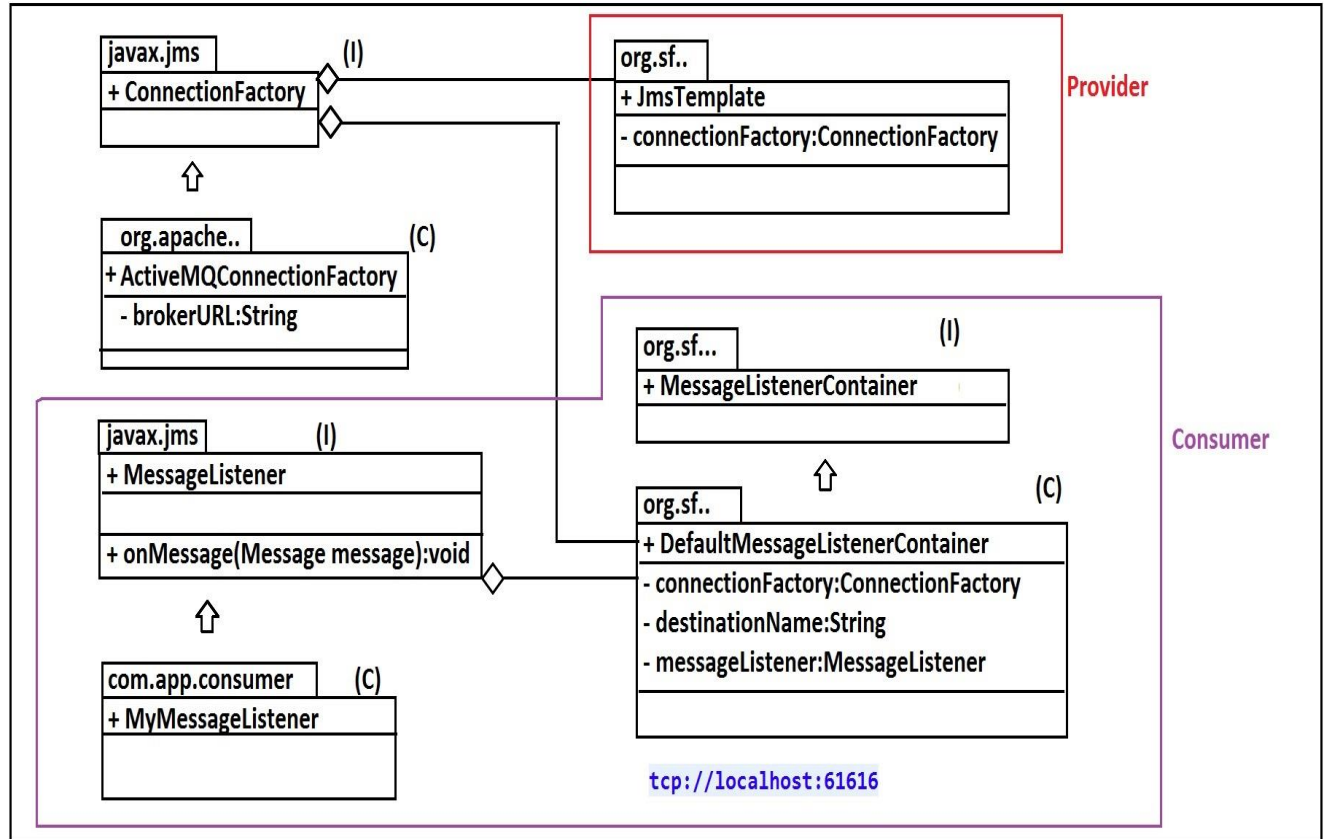 javax.jms
(I)
+ ConnectionFactory
org.sf..
+ JmsTemplate
- connectionFactory:ConnectionFactory
Provider
org.apache..
(C)
+ ActiveMQConnectionFactory
- brokerURL:String
org.sf...
(I)
+ MessageListenerContainer
Consumer
javax.jms
(I)
+ MessageListener
+ onMessage(Message message):void
org.sf..
(C)
+ DefaultMessageListenerContainer
- connectionFactory:ConnectionFactory
- destinationName:String
- messageListener:MessageListener
com.app.consumer
(C)
+ MyMessageListener
tcp://localhost:61616